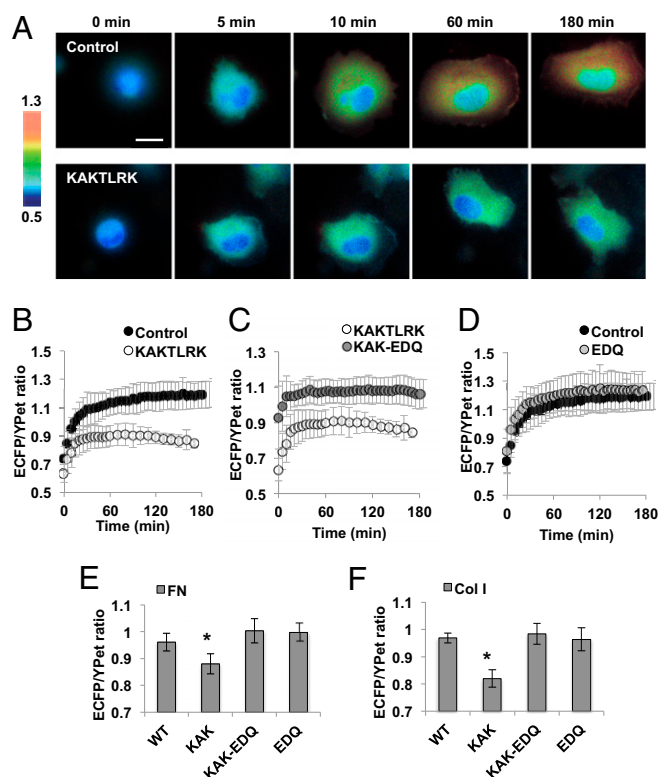 A
0 min 5 min 10 min 60 min 180 min
Control
1.3
0.5
KAKTLRK
B
Control
KAKTLRK
ECFP/YPet ratio
1.5
1.3
1.1
0.9
0.7
0.5
0 60 120 180
Time (min)
C
KAKTLRK
KAK-EDQ
ECFP/YPet ratio
1.3
1.1
0.9
0.7
0.5
0 60 120 180
Time (min)
D
Control
EDQ
ECFP/YPet ratio
1.5
1.3
1.1
0.9
0.7
0.5
0 60 120 180
Time (min)
E
FN
ECFP/YPet ratio
1.1
1
0.9
0.8
0.7
*
WT KAK KAK-EDQ EDQ
F
Col I
ECFP/YPet ratio
1.1
1
0.9
0.8
0.7
*
WT KAK KAK-EDQ EDQ